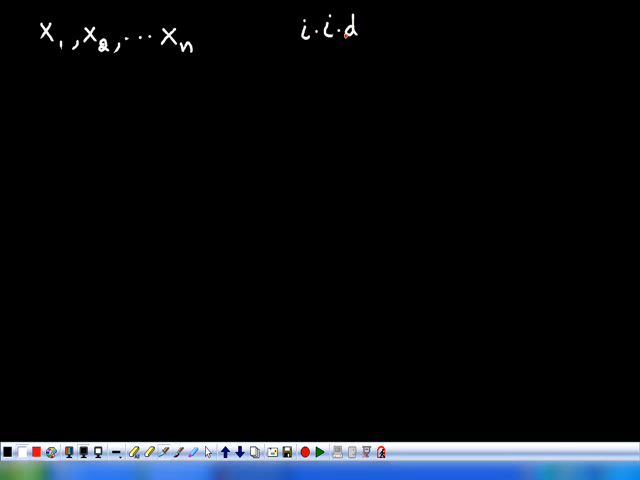 X₁, X₂, ... Xₙ i.i.d